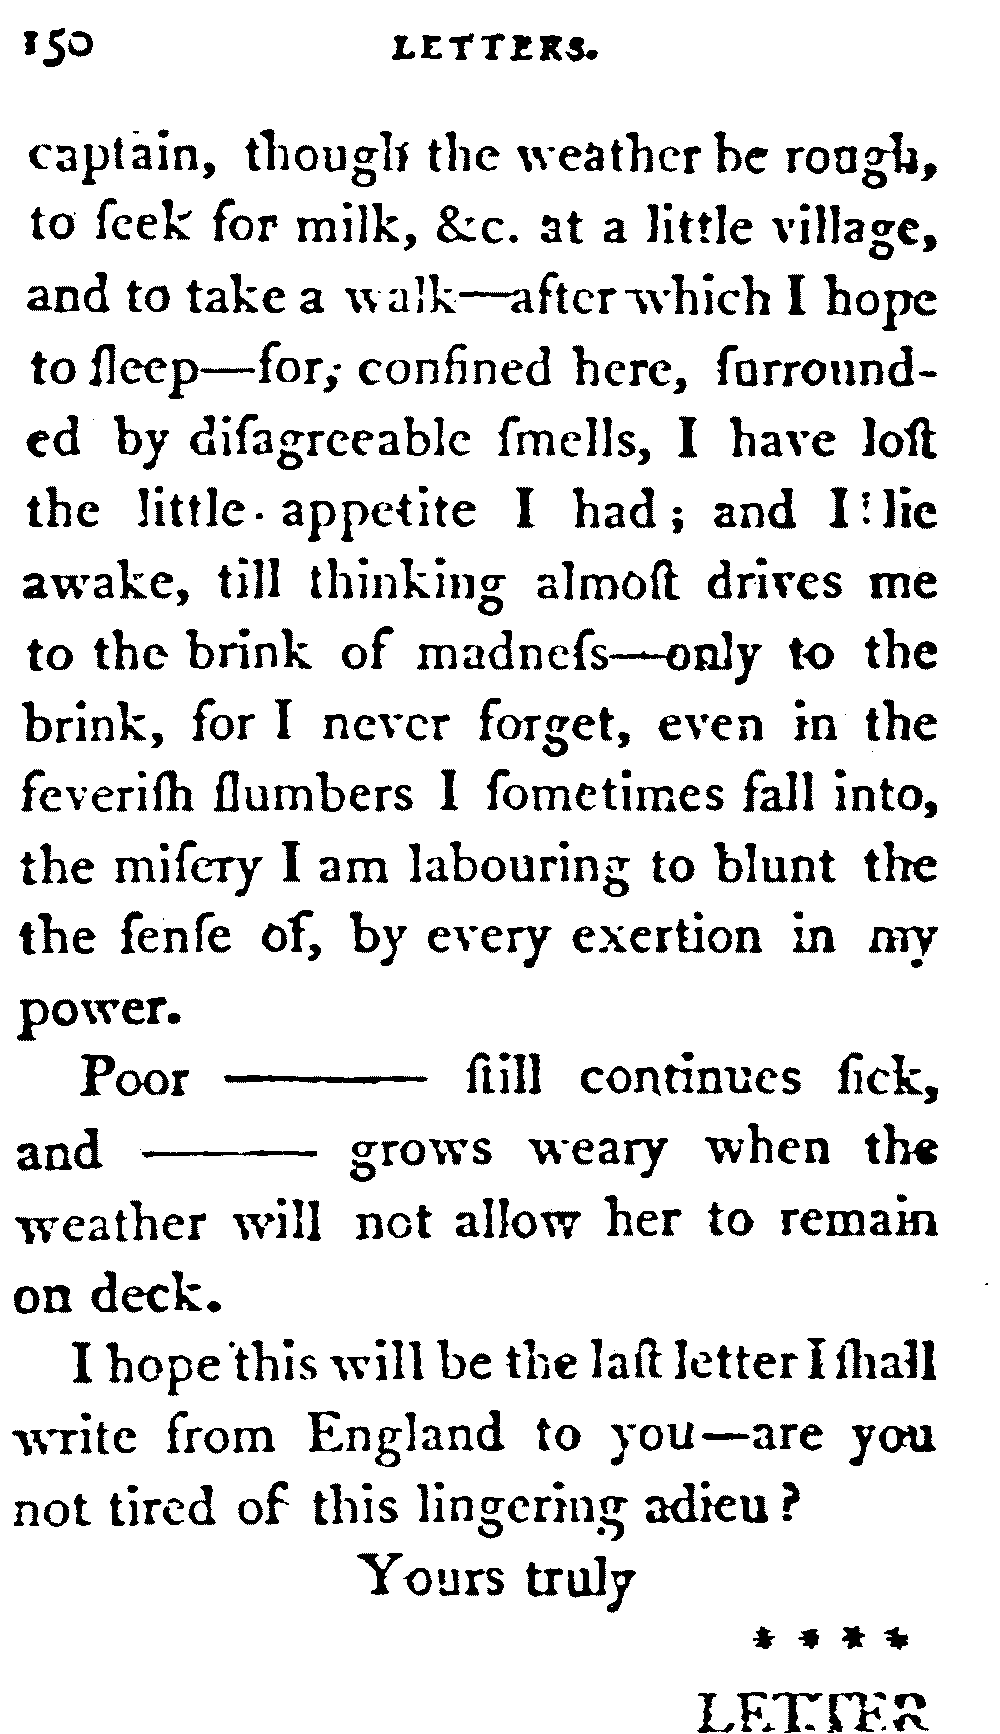 150 LETTERS.
captain, though the weather be rough,
to ſeek for milk, &c. at a little village,
and to take a walk—after which I hope
to ſleep—for, confined here, ſurround-
ed by diſagreeable ſmells, I have loſt
the little appetite I had; and I lie
awake, till thinking almoſt drives me
to the brink of madneſs—only to the
brink, for I never forget, even in the
feveriſh ſlumbers I ſometimes fall into,
the miſery I am labouring to blunt the
the ſenſe of, by every exertion in my
power.
Poor ——— ſtill continues ſick,
and ——— grows weary when the
weather will not allow her to remain
on deck.
I hope this will be the laſt letter I ſhall
write from England to you—are you
not tired of this lingering adieu?
Yours truly
* * * *
LETTER